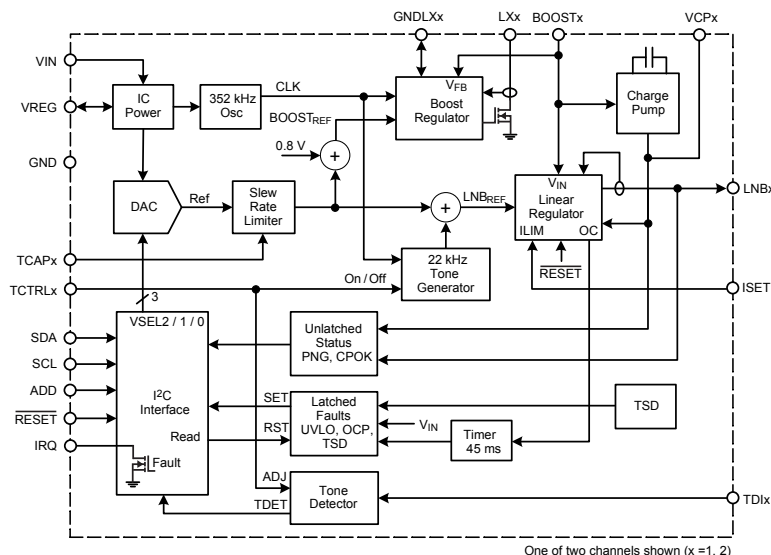 GNDLXx LXx BOOSTx VCPx
VIN
VREG
GND
TCAPx
TCTRLx
SDA
SCL
ADD
RESET
IRQ
IC
Power
352 kHz
Osc
CLK
BOOSTREF
0.8 V
VFB
Boost
Regulator
Charge
Pump
DAC
Ref
Slew
Rate
Limiter
LNBREF
VIN
Linear
Regulator
ILIM OC
RESET
LNBx
ISET
22 kHz
Tone
Generator
On / Off
3
VSEL2 / 1 / 0
I2C
Interface
Read
Fault
Unlatched
Status
PNG, CPOK
SET
RST
Latched
Faults
UVLO, OCP,
TSD
VIN
Timer
45 ms
TSD
ADJ
TDET
Tone
Detector
TDIx
One of two channels shown (x =1, 2)